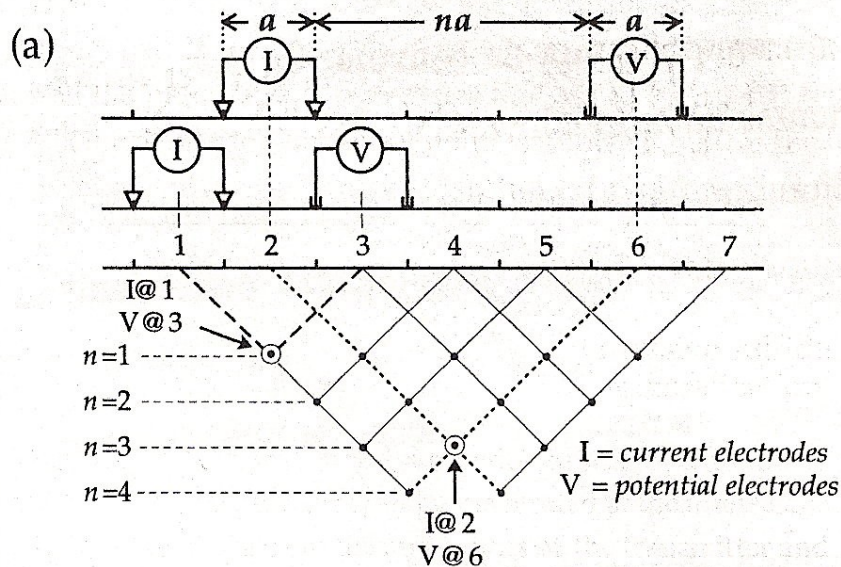 (a)
a na a
I V
I V
1 2 3 4 5 6 7
I@1
V@3
n=1
n=2
n=3
n=4
I = current electrodes
V = potential electrodes
I@2
V@6